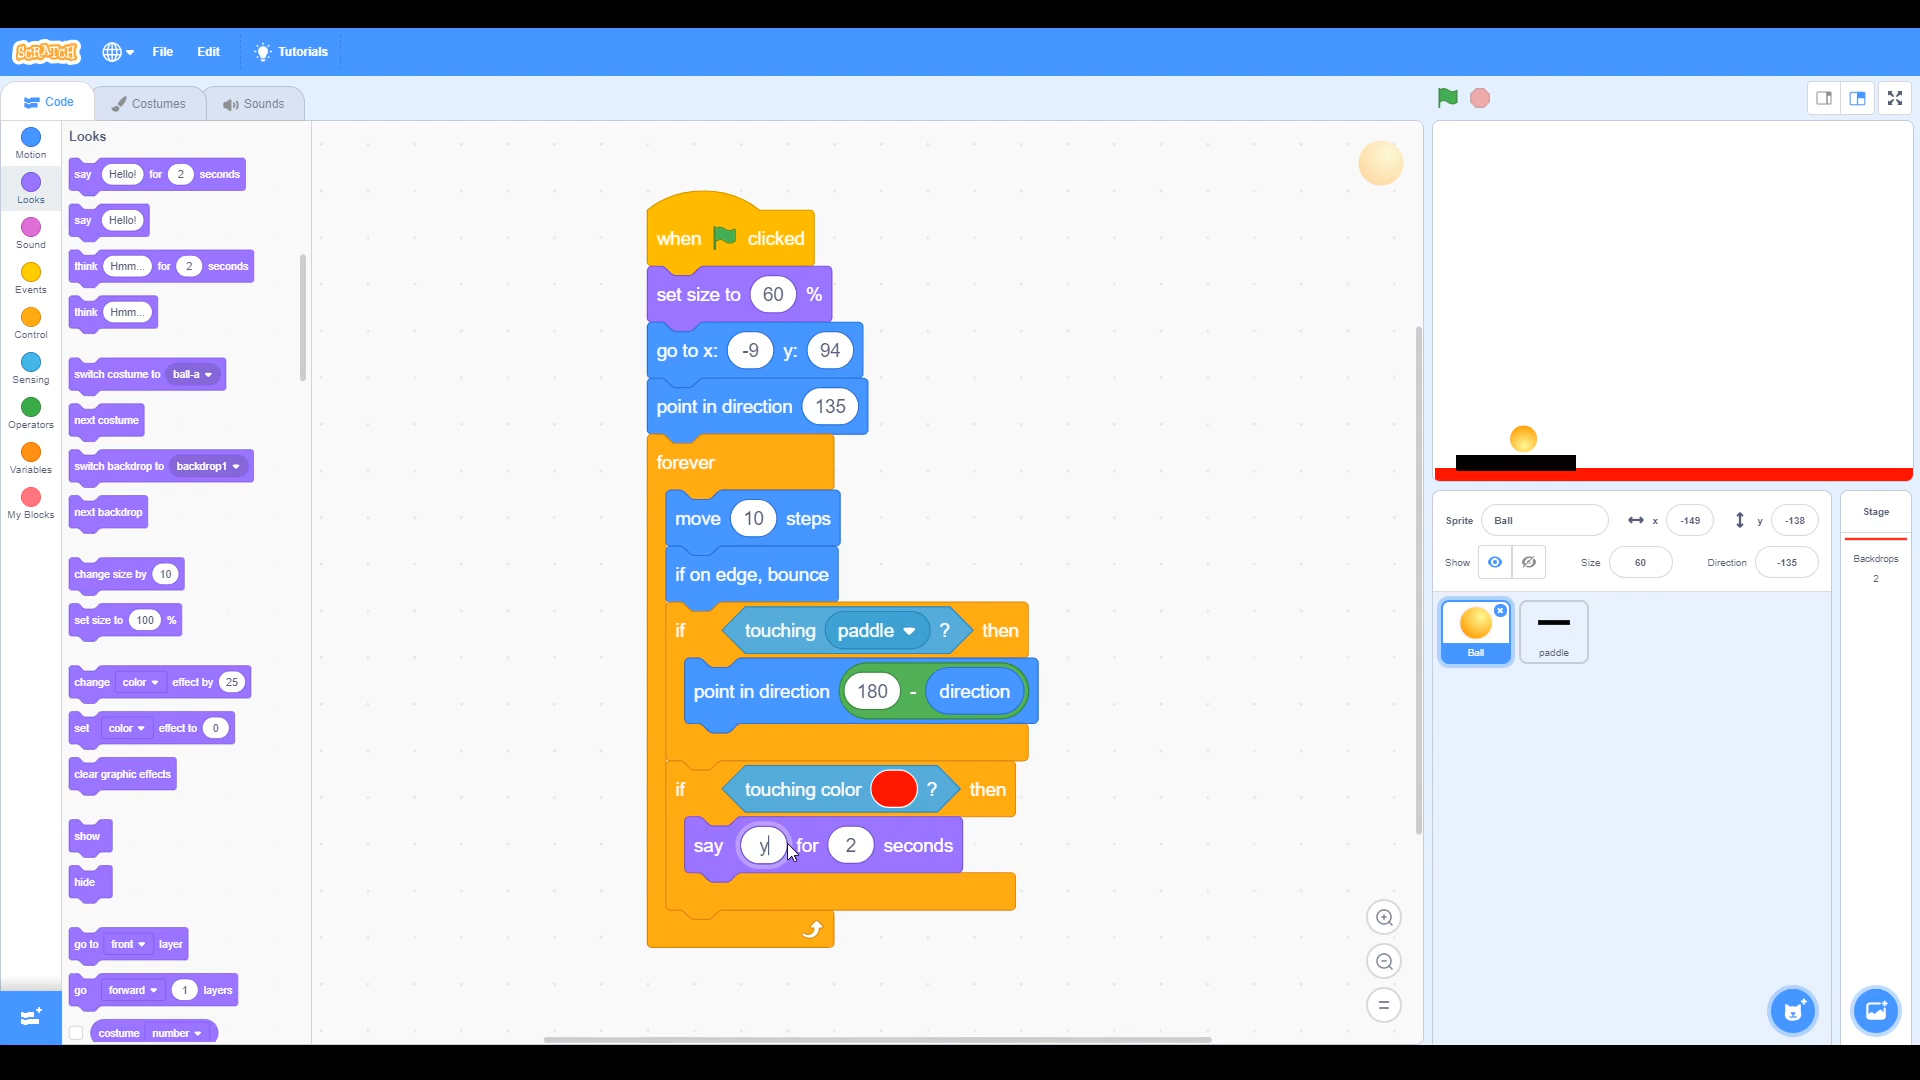 SCRATCH File Edit Tutorials
Code Costumes Sounds
Motion
Looks
Sound
Events
Control
Sensing
Operators
Variables
My Blocks
Looks
say Hello! for 2 seconds
say Hello!
think Hmm... for 2 seconds
think Hmm...
switch costume to ball-a
next costume
switch backdrop to backdrop1
next backdrop
change size by 10
set size to 100 %
change color effect by 25
set color effect to 0
clear graphic effects
show
hide
go to front layer
go forward 1 layers
costume number
when clicked
set size to 60 %
go to x: -9 y: 94
point in direction 135
forever
move 10 steps
if on edge, bounce
if touching paddle ? then
point in direction 180 - direction
if touching color ? then
say y for 2 seconds
Sprite Ball x -149 y -138
Show Size 60 Direction -135
Ball
paddle
Stage
Backdrops
2